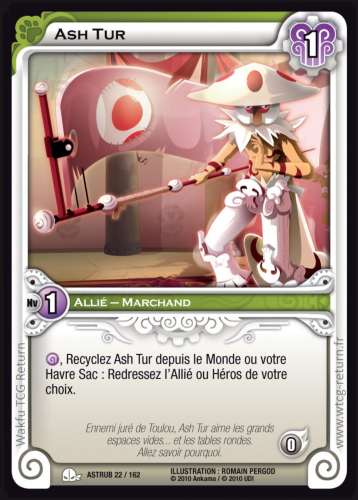 Ash Tur
1
Nv 1
Allié – Marchand
, Recyclez Ash Tur depuis le Monde ou votre
Havre Sac : Redressez l'Allié ou Héros de votre
choix.
Ennemi juré de Toulou, Ash Tur aime les grands
espaces vides... et les tables rondes.
Allez savoir pourquoi.
0
ASTRUB 22 / 162
ILLUSTRATION : ROMAIN PERGOD
© 2010 Ankama / © 2010 UDI
Wakfu TCG Return
www.wtcg-return.fr